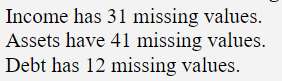 Income has 31 missing values.
Assets have 41 missing values.
Debt has 12 missing values.